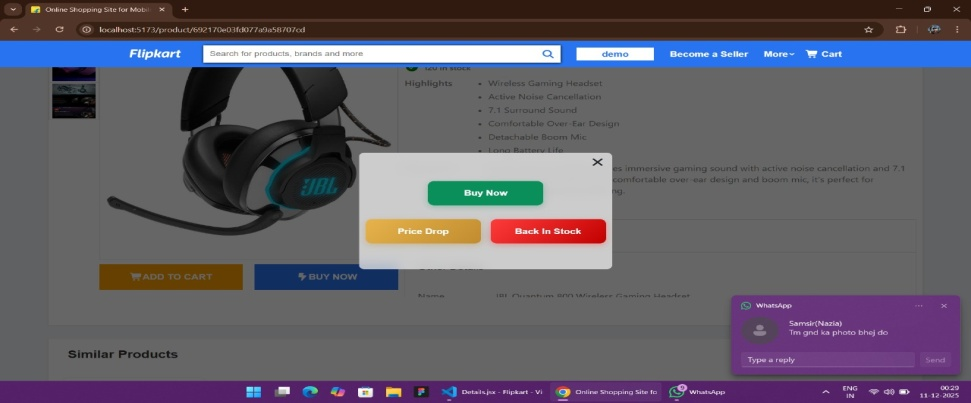 Online Shopping Site for Mobil
localhost:5173/product/692170e03fd077a9a58707cd
Flipkart
Search for products, brands and more
demo
Become a Seller
More
Cart
120 in stock
Highlights
Wireless Gaming Headset
Active Noise Cancellation
7.1 Surround Sound
Comfortable Over-Ear Design
Detachable Boom Mic
Long Battery Life
es immersive gaming sound with active noise cancellation and 7.1
comfortable over-ear design and boom mic, it's perfect for
ng.
Buy Now
Price Drop
Back In Stock
JBL
ADD TO CART
BUY NOW
Other Details
Name
JBL Quantum 800 Wireless Gaming Headset
Similar Products
WhatsApp
Samsir(Nazia)
Tm gnd ka photo bhej do
Type a reply
Send
Details.jsx - Flipkart - Vi
Online Shopping Site fo
WhatsApp
ENG
IN
00:29
11-12-2025